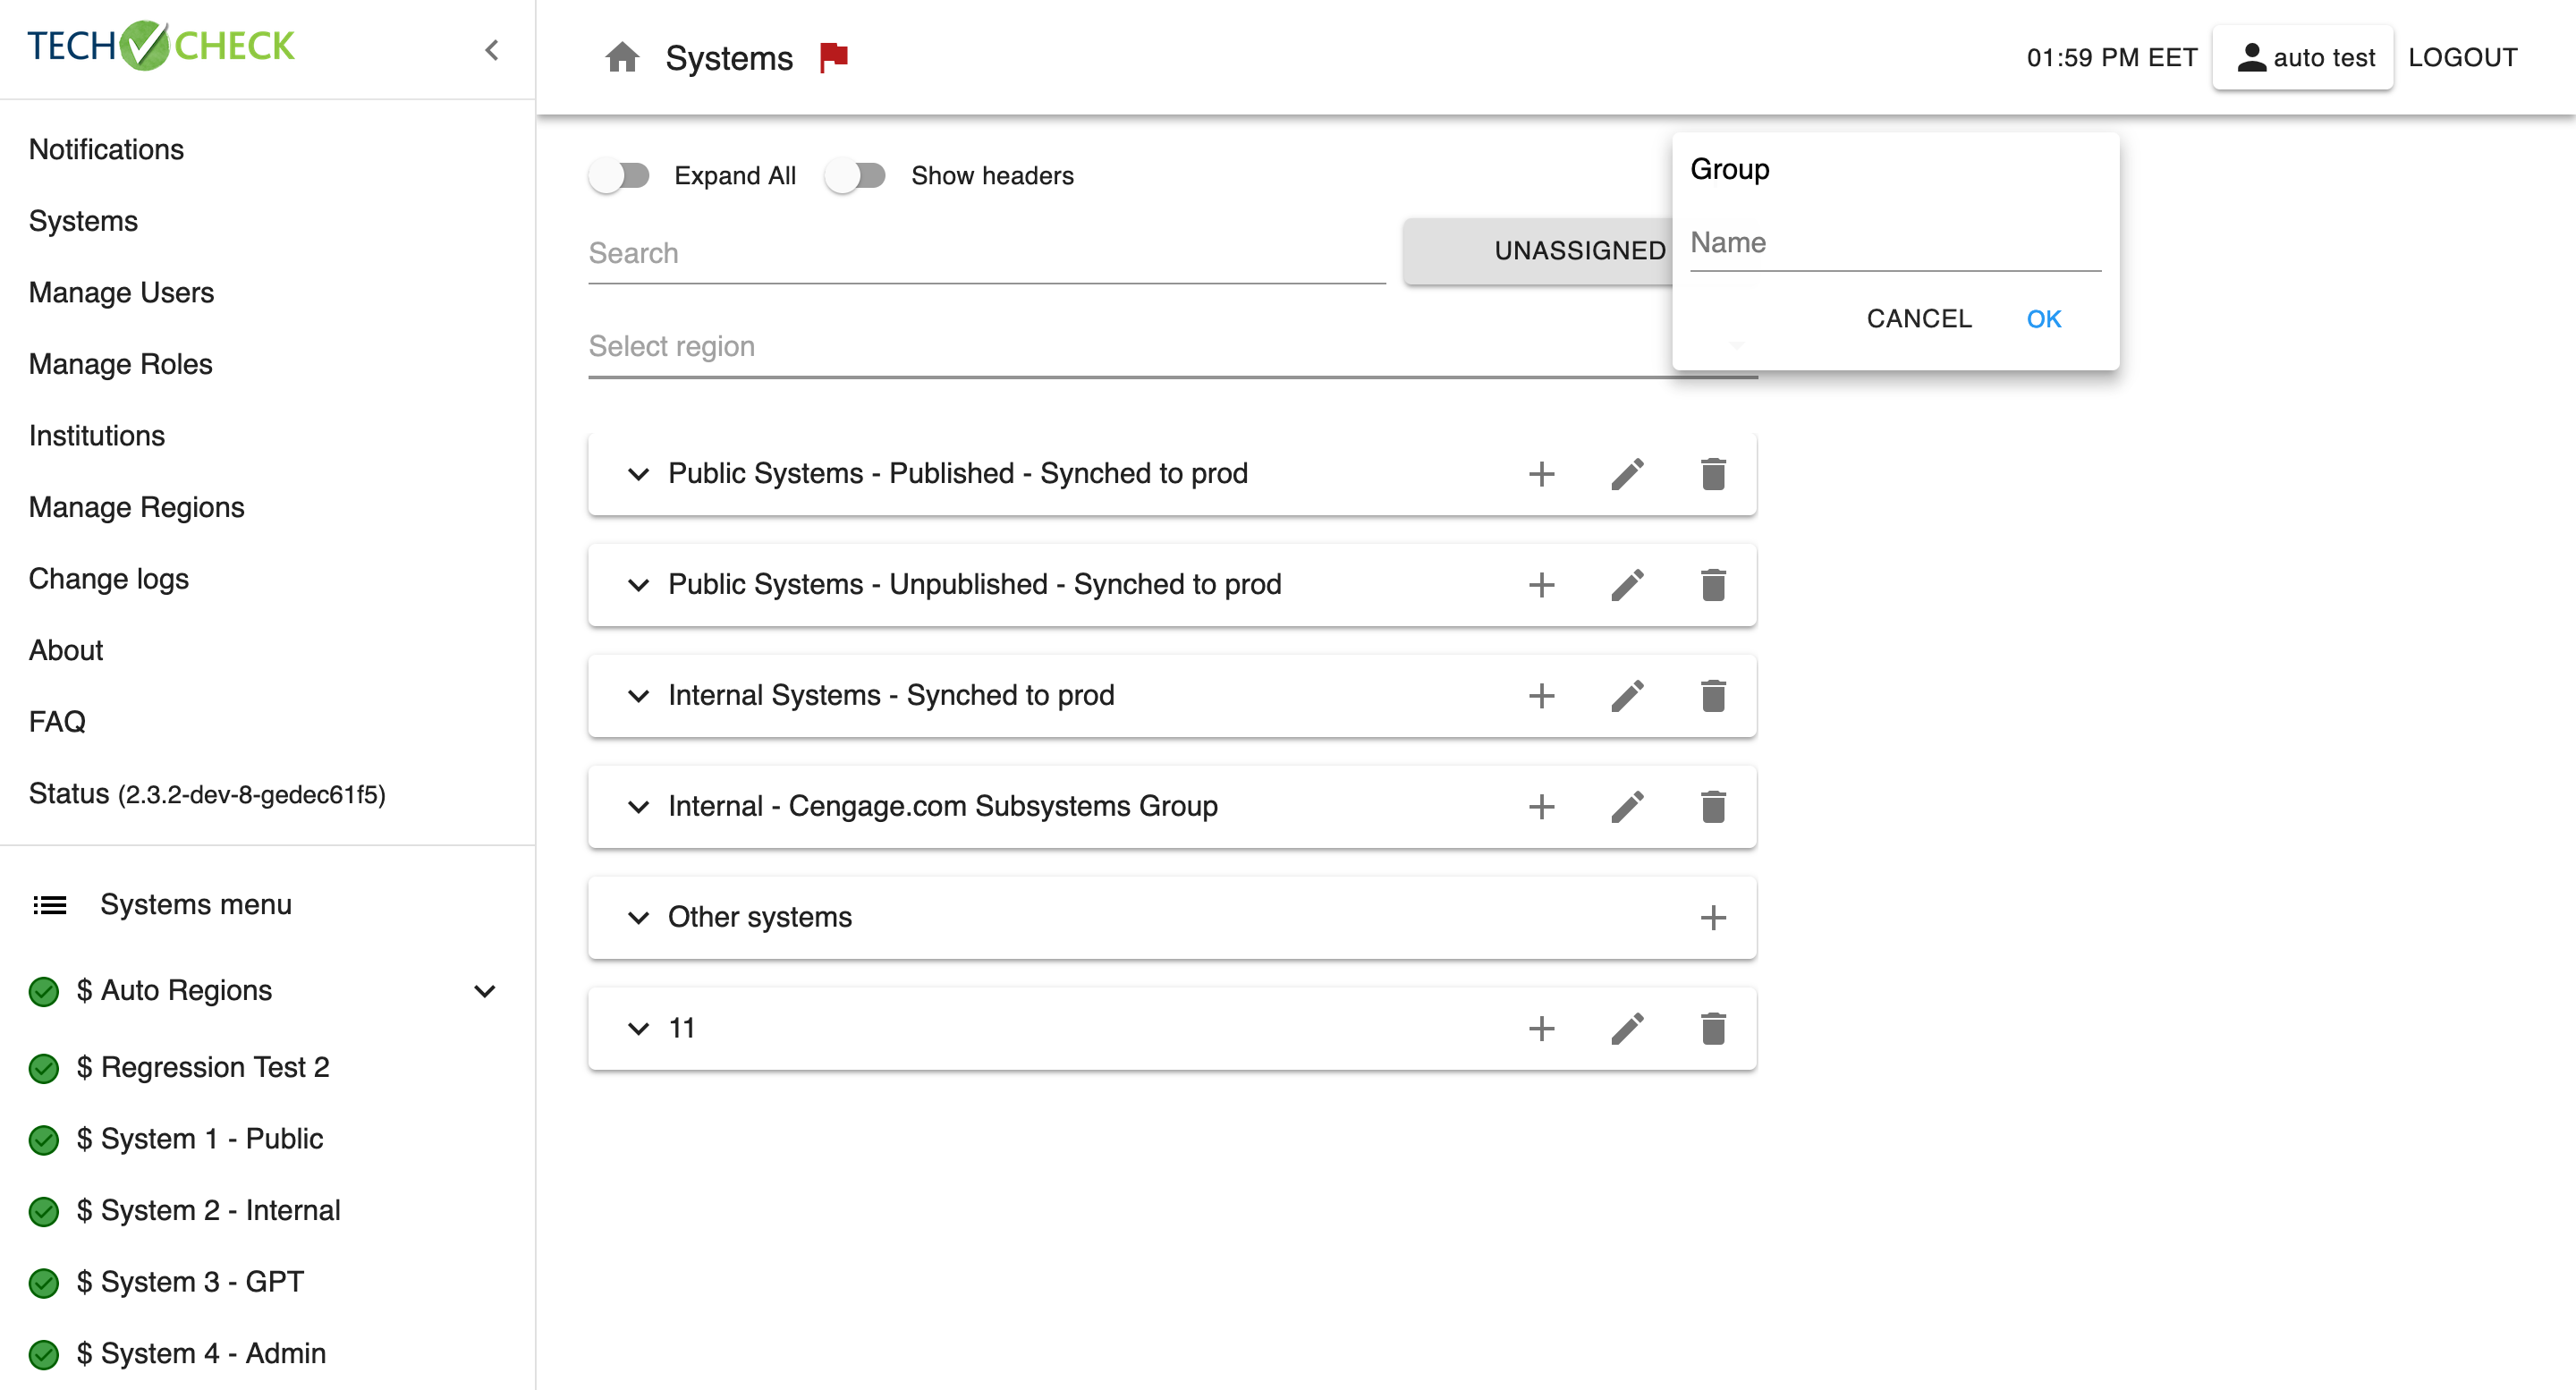 TECH CHECK
Notifications
Systems
Manage Users
Manage Roles
Institutions
Manage Regions
Change logs
About
FAQ
Status (2.3.2-dev-8-gedec61f5)
Systems menu
$ Auto Regions
$ Regression Test 2
$ System 1 - Public
$ System 2 - Internal
$ System 3 - GPT
$ System 4 - Admin
Systems
01:59 PM EET
auto test
LOGOUT
Expand All
Show headers
Search
UNASSIGNED
Select region
Group
Name
CANCEL
OK
Public Systems - Published - Synched to prod
Public Systems - Unpublished - Synched to prod
Internal Systems - Synched to prod
Internal - Cengage.com Subsystems Group
Other systems
11